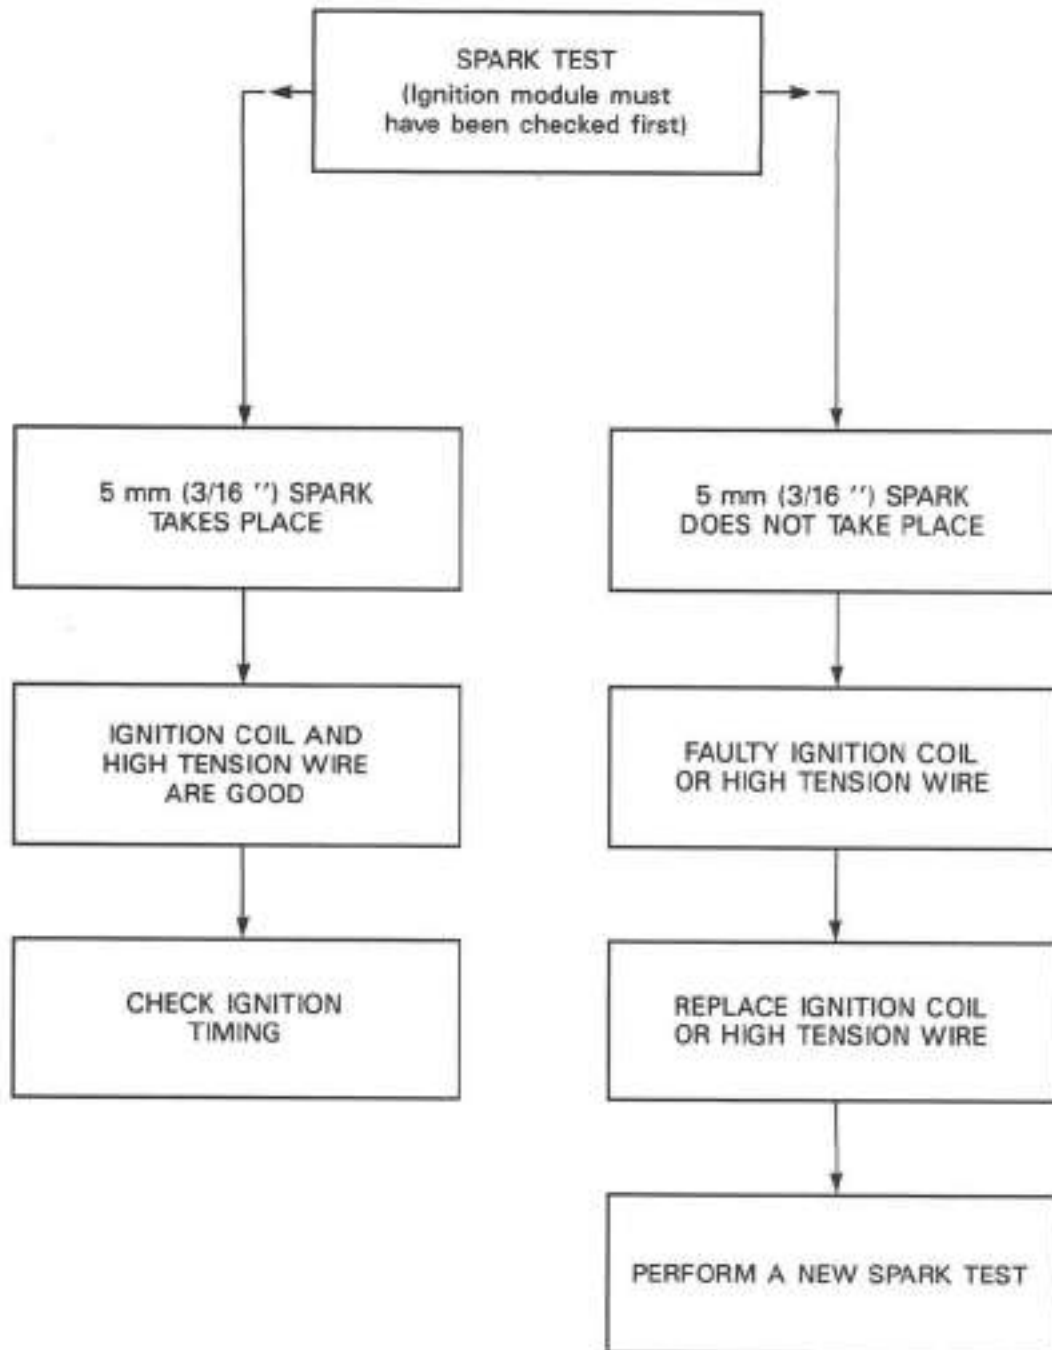 SPARK TEST
(Ignition module must
have been checked first)
5 mm (3/16 ′′) SPARK
TAKES PLACE
IGNITION COIL AND
HIGH TENSION WIRE
ARE GOOD
CHECK IGNITION
TIMING
5 mm (3/16 ′′) SPARK
DOES NOT TAKE PLACE
FAULTY IGNITION COIL
OR HIGH TENSION WIRE
REPLACE IGNITION COIL
OR HIGH TENSION WIRE
PERFORM A NEW SPARK TEST